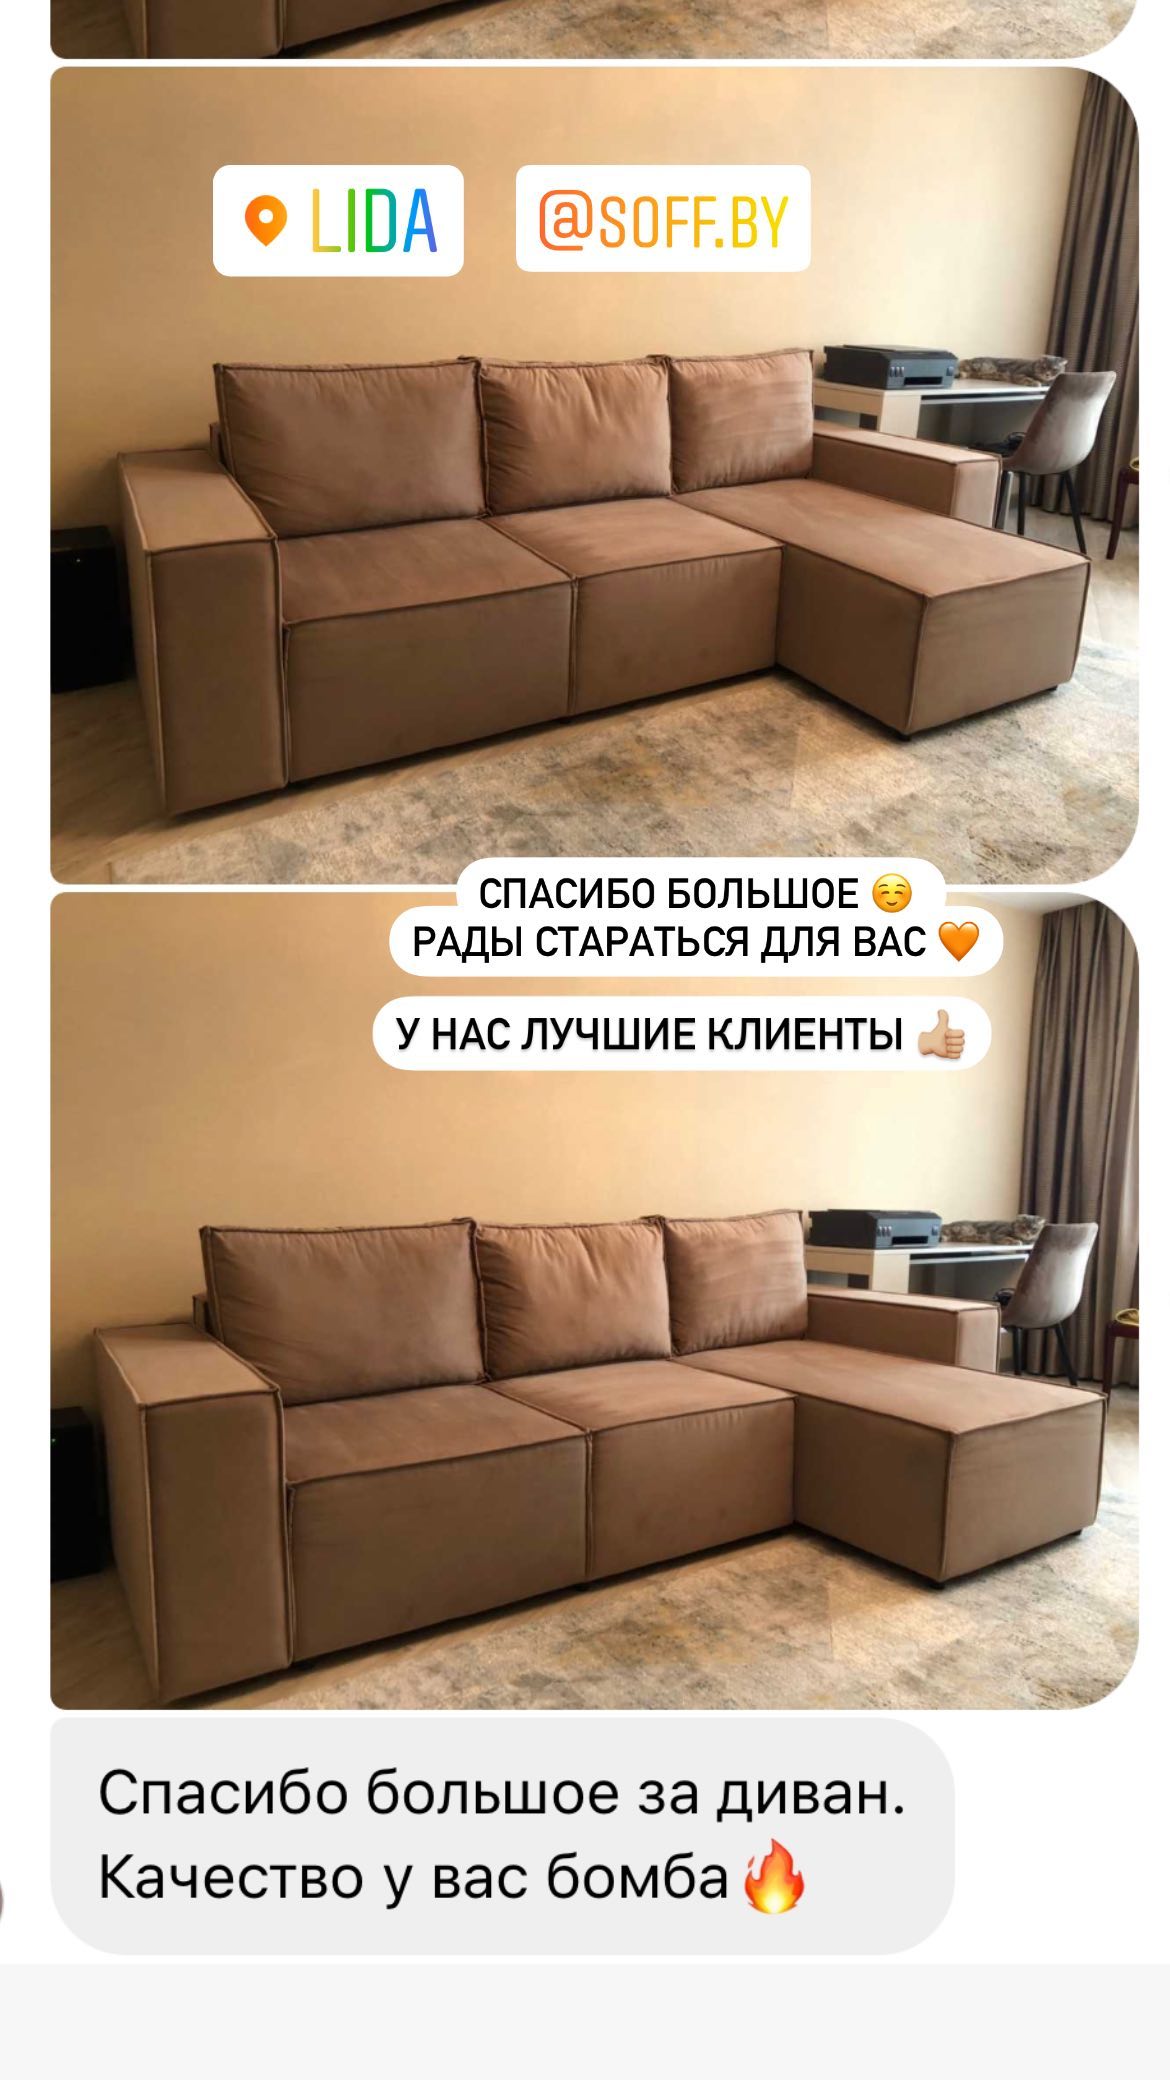 LIDA
@SOFF.BY
СПАСИБО БОЛЬШОЕ ☺️
РАДЫ СТАРАТЬСЯ ДЛЯ ВАС 🧡
У НАС ЛУЧШИЕ КЛИЕНТЫ 👍🏼
Спасибо большое за диван.
Качество у вас бомба🔥